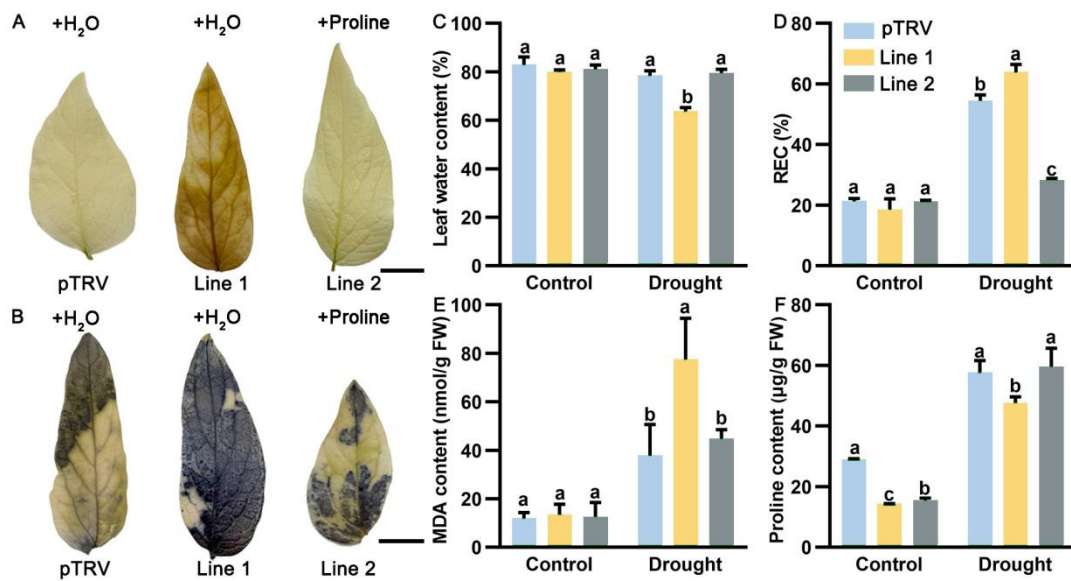 A
+H₂O
+H₂O
+Proline
pTRV
Line 1
Line 2
B
+H₂O
+H₂O
+Proline
pTRV
Line 1
Line 2
C
Leaf water content (%)
100
80
60
40
20
0
a
a
a
a
b
a
Control
Drought
D
REC (%)
80
60
40
20
0
pTRV
Line 1
Line 2
a
a
a
b
a
c
Control
Drought
E
MDA content (nmol/g FW)
100
80
60
40
20
0
a
a
a
b
a
b
Control
Drought
F
Proline content (µg/g FW)
80
60
40
20
0
a
c
b
a
b
a
Control
Drought